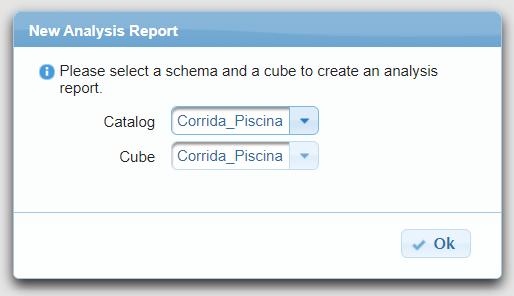 New Analysis Report
Please select a schema and a cube to create an analysis
report.
Catalog Corrida_Piscina
Cube Corrida_Piscina
Ok